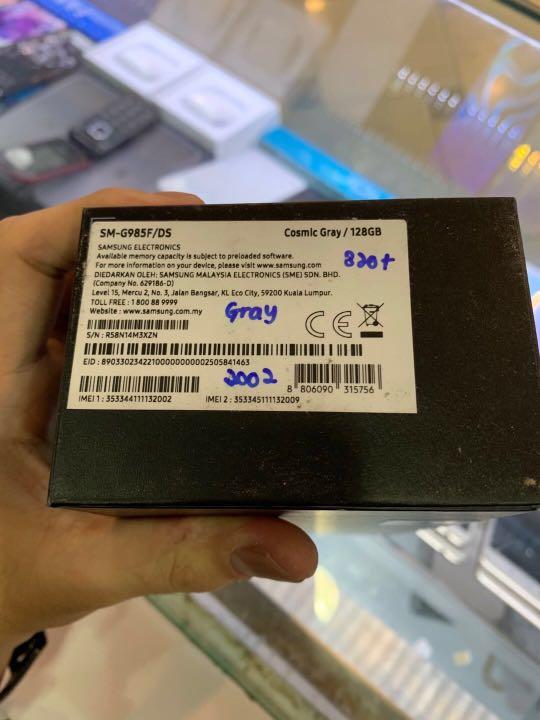 SM-G985F/DS
Cosmic Gray / 128GB
SAMSUNG ELECTRONICS
Available memory capacity is subject to preloaded software.
For more information on your device, please visit www.samsung.com
DIEDARKAN OLEH: SAMSUNG MALAYSIA ELECTRONICS (SME) SDN. BHD.
(Company No. 629186-D)
Level 15, Mercu 2, No. 3, Jalan Bangsar, KL Eco City, 59200 Kuala Lumpur.
TOLL FREE : 1 800 88 9999
Website : www.samsung.com.my
S20+
Gray
CE
S/N : R58N14M3XZN
EID : 89033023422100000000002505841463
2002
8 806090 315756
IMEI 1 : 353344111132002
IMEI 2 : 353345111132009